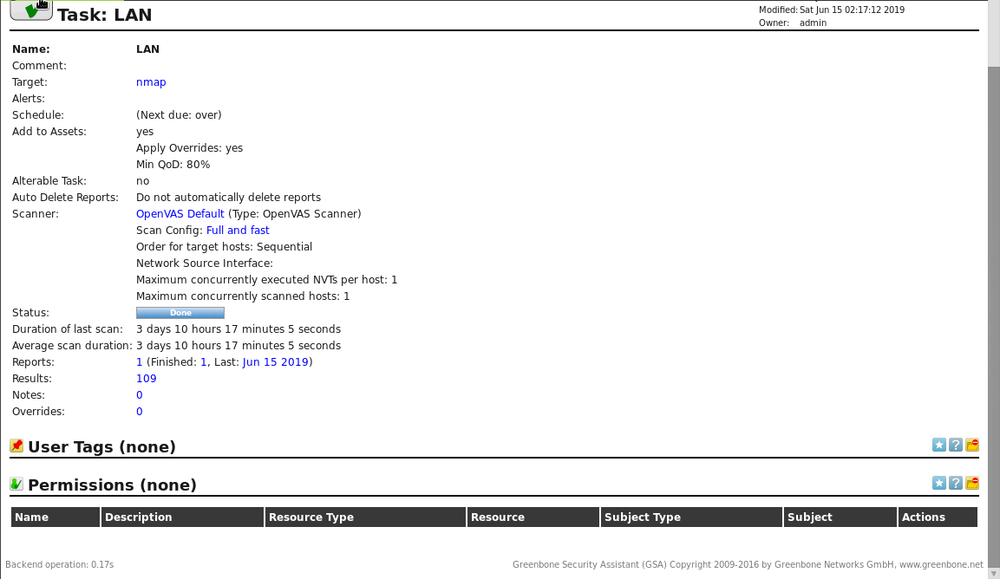 Task: LAN
Modified: Sat Jun 15 02:17:12 2019
Owner: admin
Name: LAN
Comment:
Target: nmap
Alerts:
Schedule: (Next due: over)
Add to Assets: yes
Apply Overrides: yes
Min QoD: 80%
Alterable Task: no
Auto Delete Reports: Do not automatically delete reports
Scanner: OpenVAS Default (Type: OpenVAS Scanner)
Scan Config: Full and fast
Order for target hosts: Sequential
Network Source Interface:
Maximum concurrently executed NVTs per host: 1
Maximum concurrently scanned hosts: 1
Status: Done
Duration of last scan: 3 days 10 hours 17 minutes 5 seconds
Average scan duration: 3 days 10 hours 17 minutes 5 seconds
Reports: 1 (Finished: 1, Last: Jun 15 2019)
Results: 109
Notes: 0
Overrides: 0
User Tags (none)
Permissions (none)
Name Description Resource Type Resource Subject Type Subject Actions
Backend operation: 0.17s Greenbone Security Assistant (GSA) Copyright 2009-2016 by Greenbone Networks GmbH, www.greenbone.net